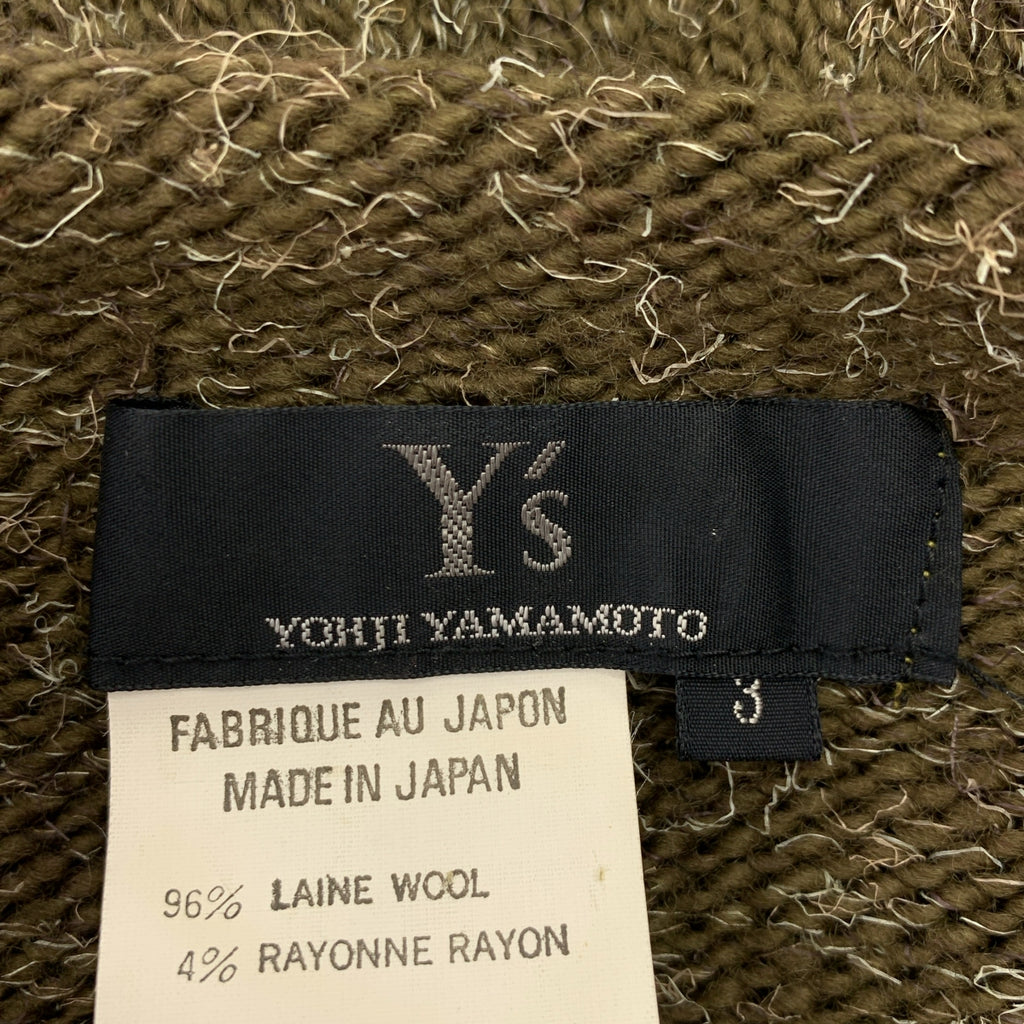 Y's
YOHJI YAMAMOTO
3
FABRIQUE AU JAPON
MADE IN JAPAN
96% LAINE WOOL
4% RAYONNE RAYON